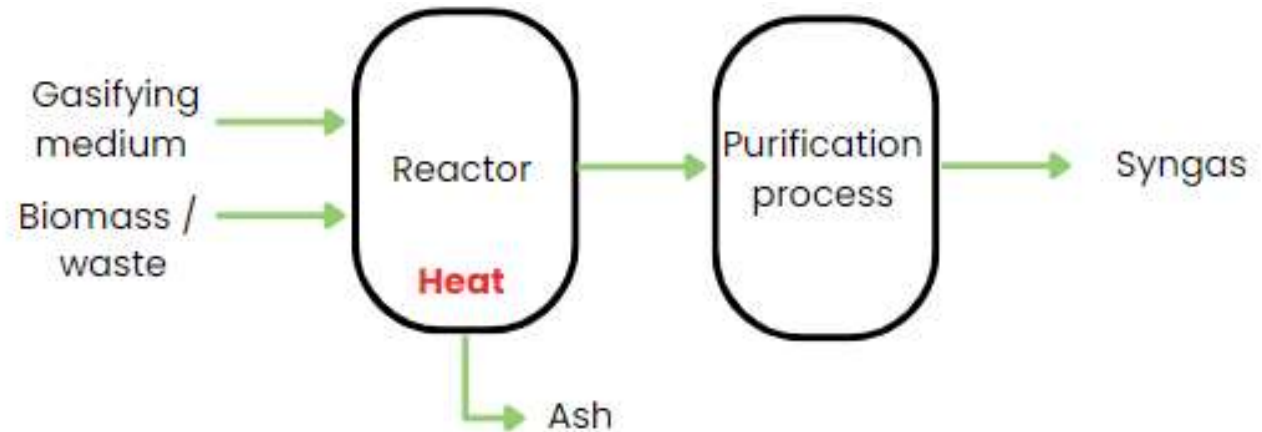 Gasifying
medium
Biomass /
waste
Reactor
Heat
Ash
Purification
process
Syngas